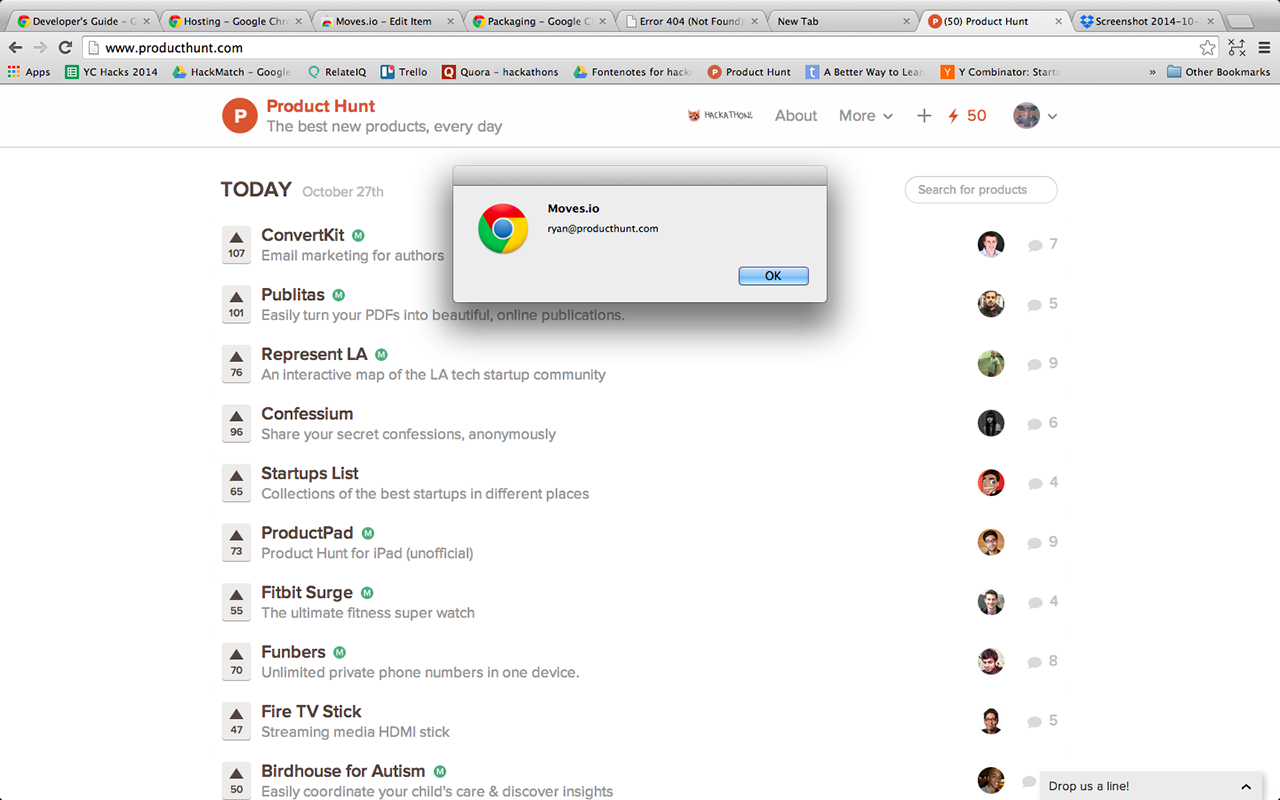 Developer's Guide – G
Hosting – Google Chr
Moves.io – Edit Item
Packaging – Google C
Error 404 (Not Found)
New Tab
(50) Product Hunt
Screenshot 2014-10-
www.producthunt.com
Apps
YC Hacks 2014
HackMatch – Google
RelateIQ
Trello
Quora – hackathons
Fontenotes for hack
Product Hunt
A Better Way to Lear
Y Combinator: Start
»
Other Bookmarks
P
Product Hunt
The best new products, every day
HACKATHONE
About
More
+
50
TODAY October 27th
Search for products
Moves.io
ryan@producthunt.com
OK
107
ConvertKit M
Email marketing for authors
7
101
Publitas M
Easily turn your PDFs into beautiful, online publications.
5
76
Represent LA M
An interactive map of the LA tech startup community
9
96
Confessium
Share your secret confessions, anonymously
6
65
Startups List
Collections of the best startups in different places
4
73
ProductPad M
Product Hunt for iPad (unofficial)
9
55
Fitbit Surge M
The ultimate fitness super watch
4
70
Funbers M
Unlimited private phone numbers in one device.
8
47
Fire TV Stick
Streaming media HDMI stick
5
50
Birdhouse for Autism M
Easily coordinate your child's care & discover insights
Drop us a line!